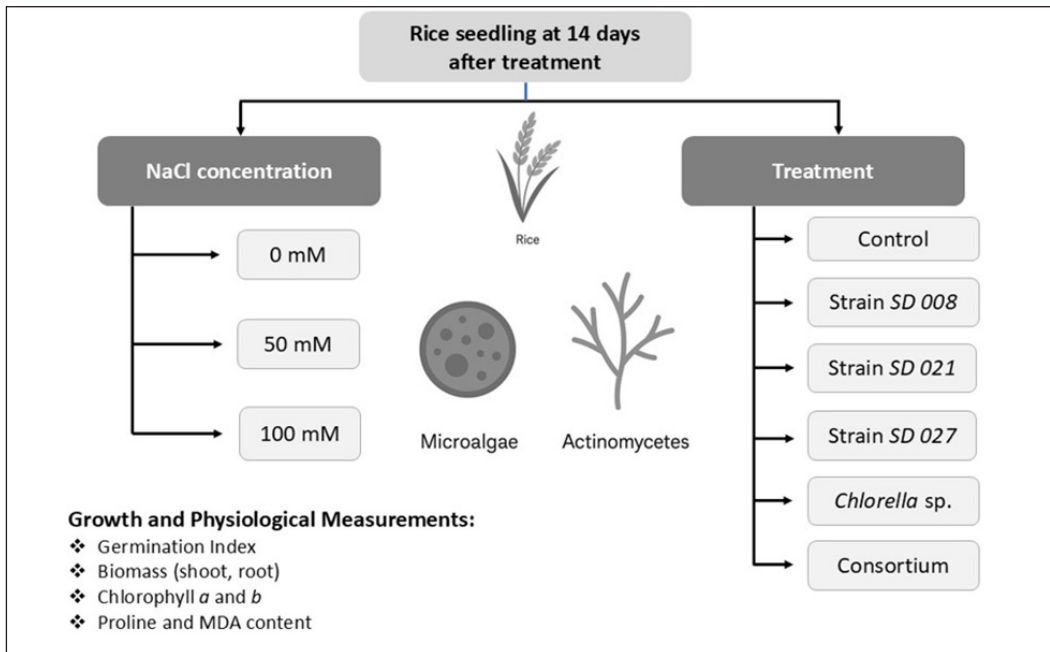 Rice seedling at 14 days
after treatment
NaCl concentration
0 mM
50 mM
100 mM
Rice
Microalgae
Actinomycetes
Treatment
Control
Strain SD 008
Strain SD 021
Strain SD 027
Chlorella sp.
Consortium
Growth and Physiological Measurements:
❖ Germination Index
❖ Biomass (shoot, root)
❖ Chlorophyll a and b
❖ Proline and MDA content